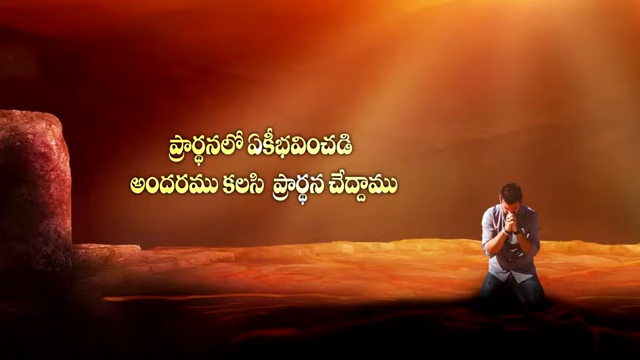 ప్రార్థనలో ఏకీభవించడి
అందరము కలసి ప్రార్థన చేద్దాము